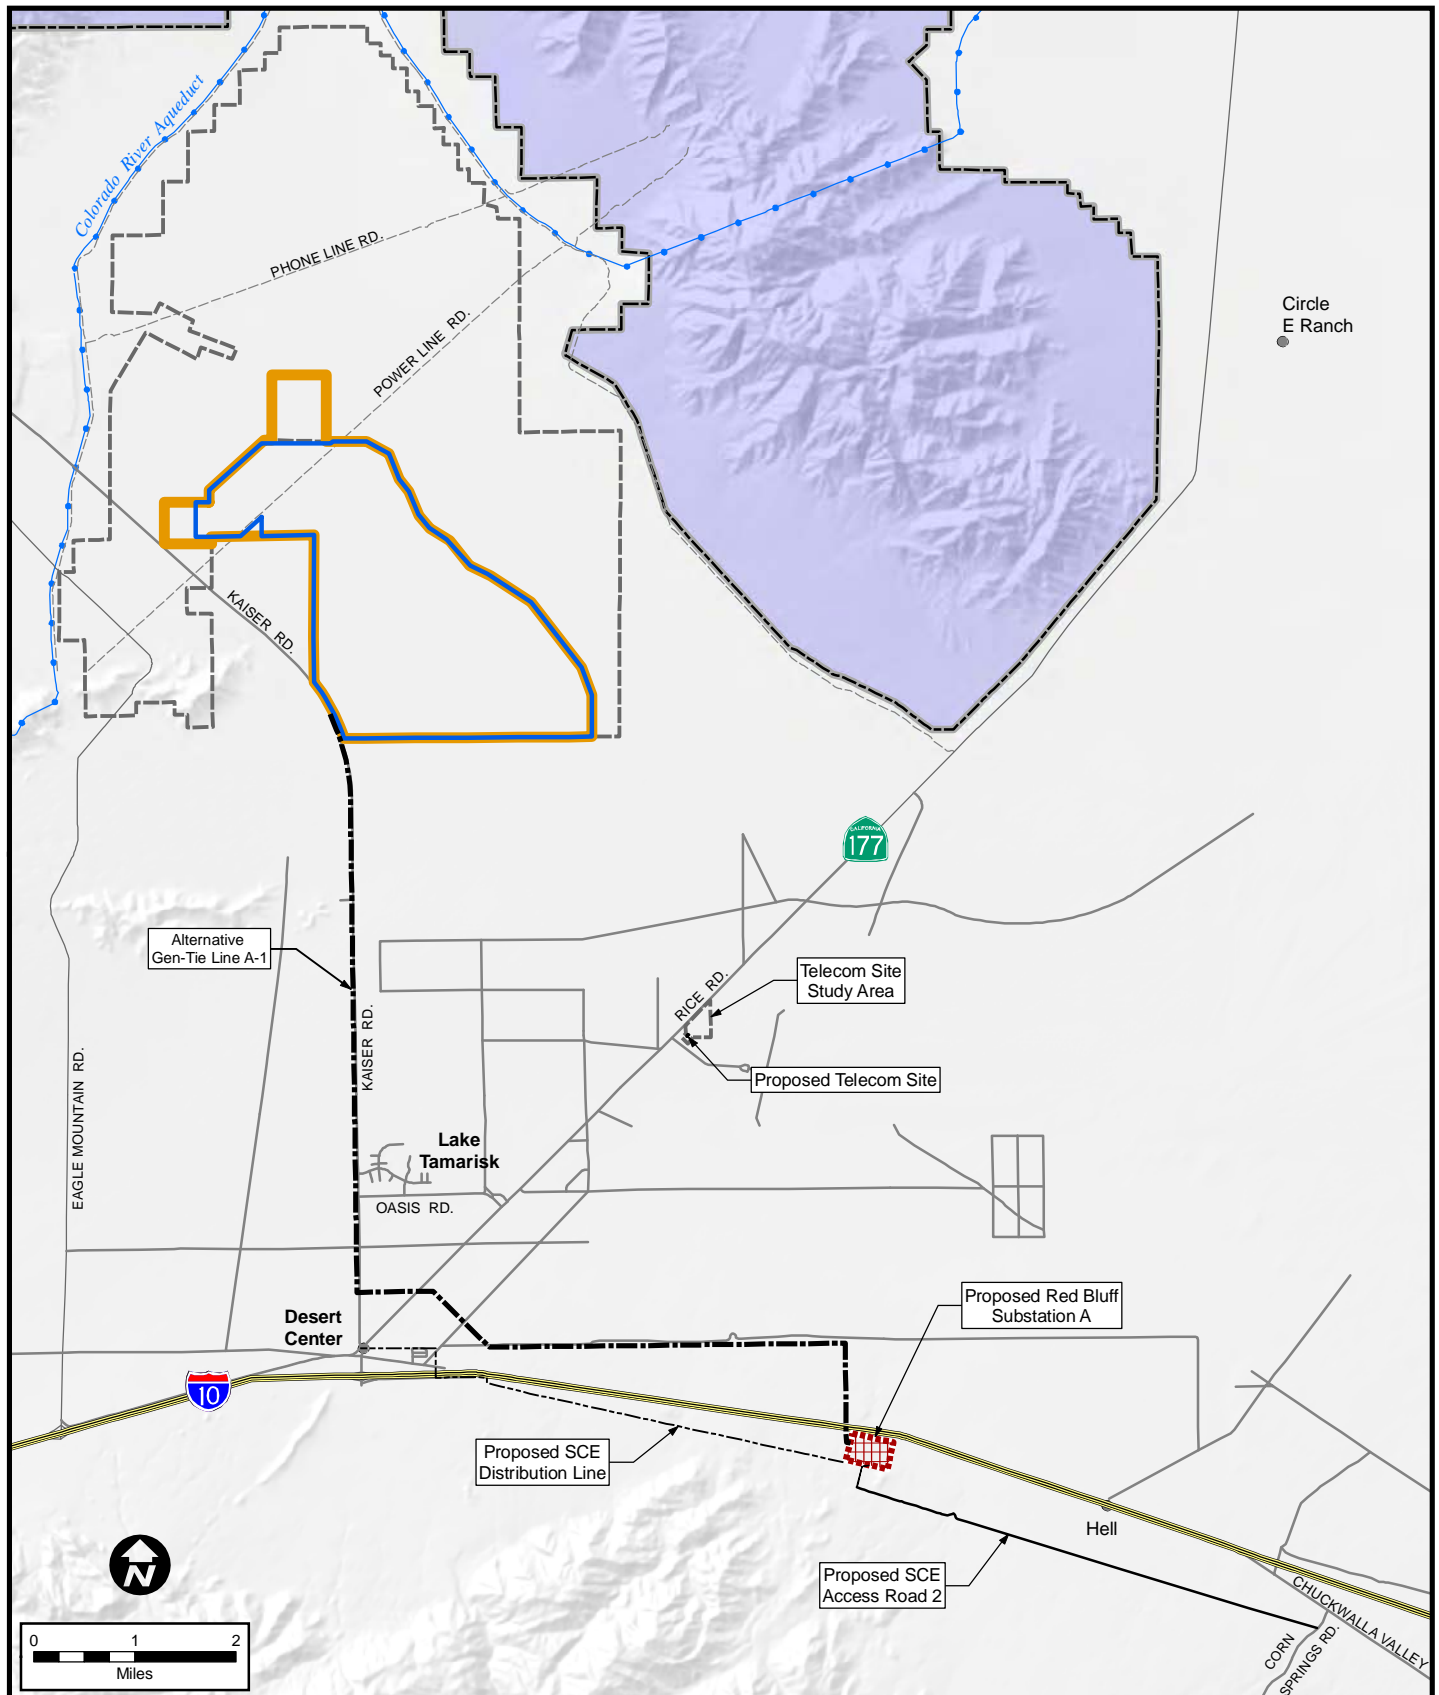 Colorado River Aqueduct
PHONE LINE RD.
POWER LINE RD.
Circle
E Ranch
KAISER RD.
CALIFORNIA
177
Alternative
Gen-Tie Line A-1
Telecom Site
Study Area
RICE RD.
KAISER RD.
Proposed Telecom Site
EAGLE MOUNTAIN RD.
Lake
Tamarisk
OASIS RD.
Proposed Red Bluff
Substation A
Desert
Center
10
Proposed SCE
Distribution Line
Hell
N
Proposed SCE
Access Road 2
CHUCKWALLA VALLEY
CORN
SPRINGS RD.
0 1 2
Miles